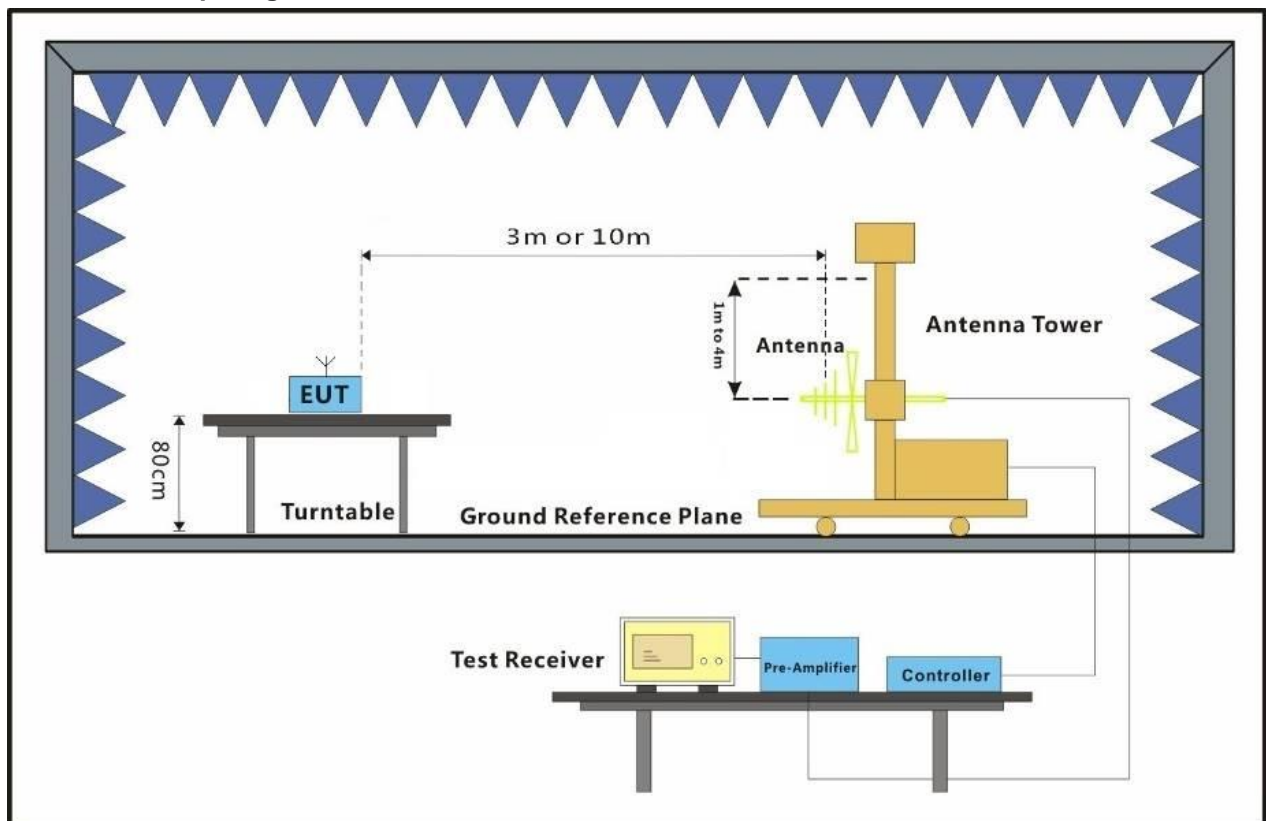 3m or 10m
1m to 4m
Antenna Tower
Antenna
EUT
80cm
Turntable
Ground Reference Plane
Test Receiver
Pre-Amplifier
Controller